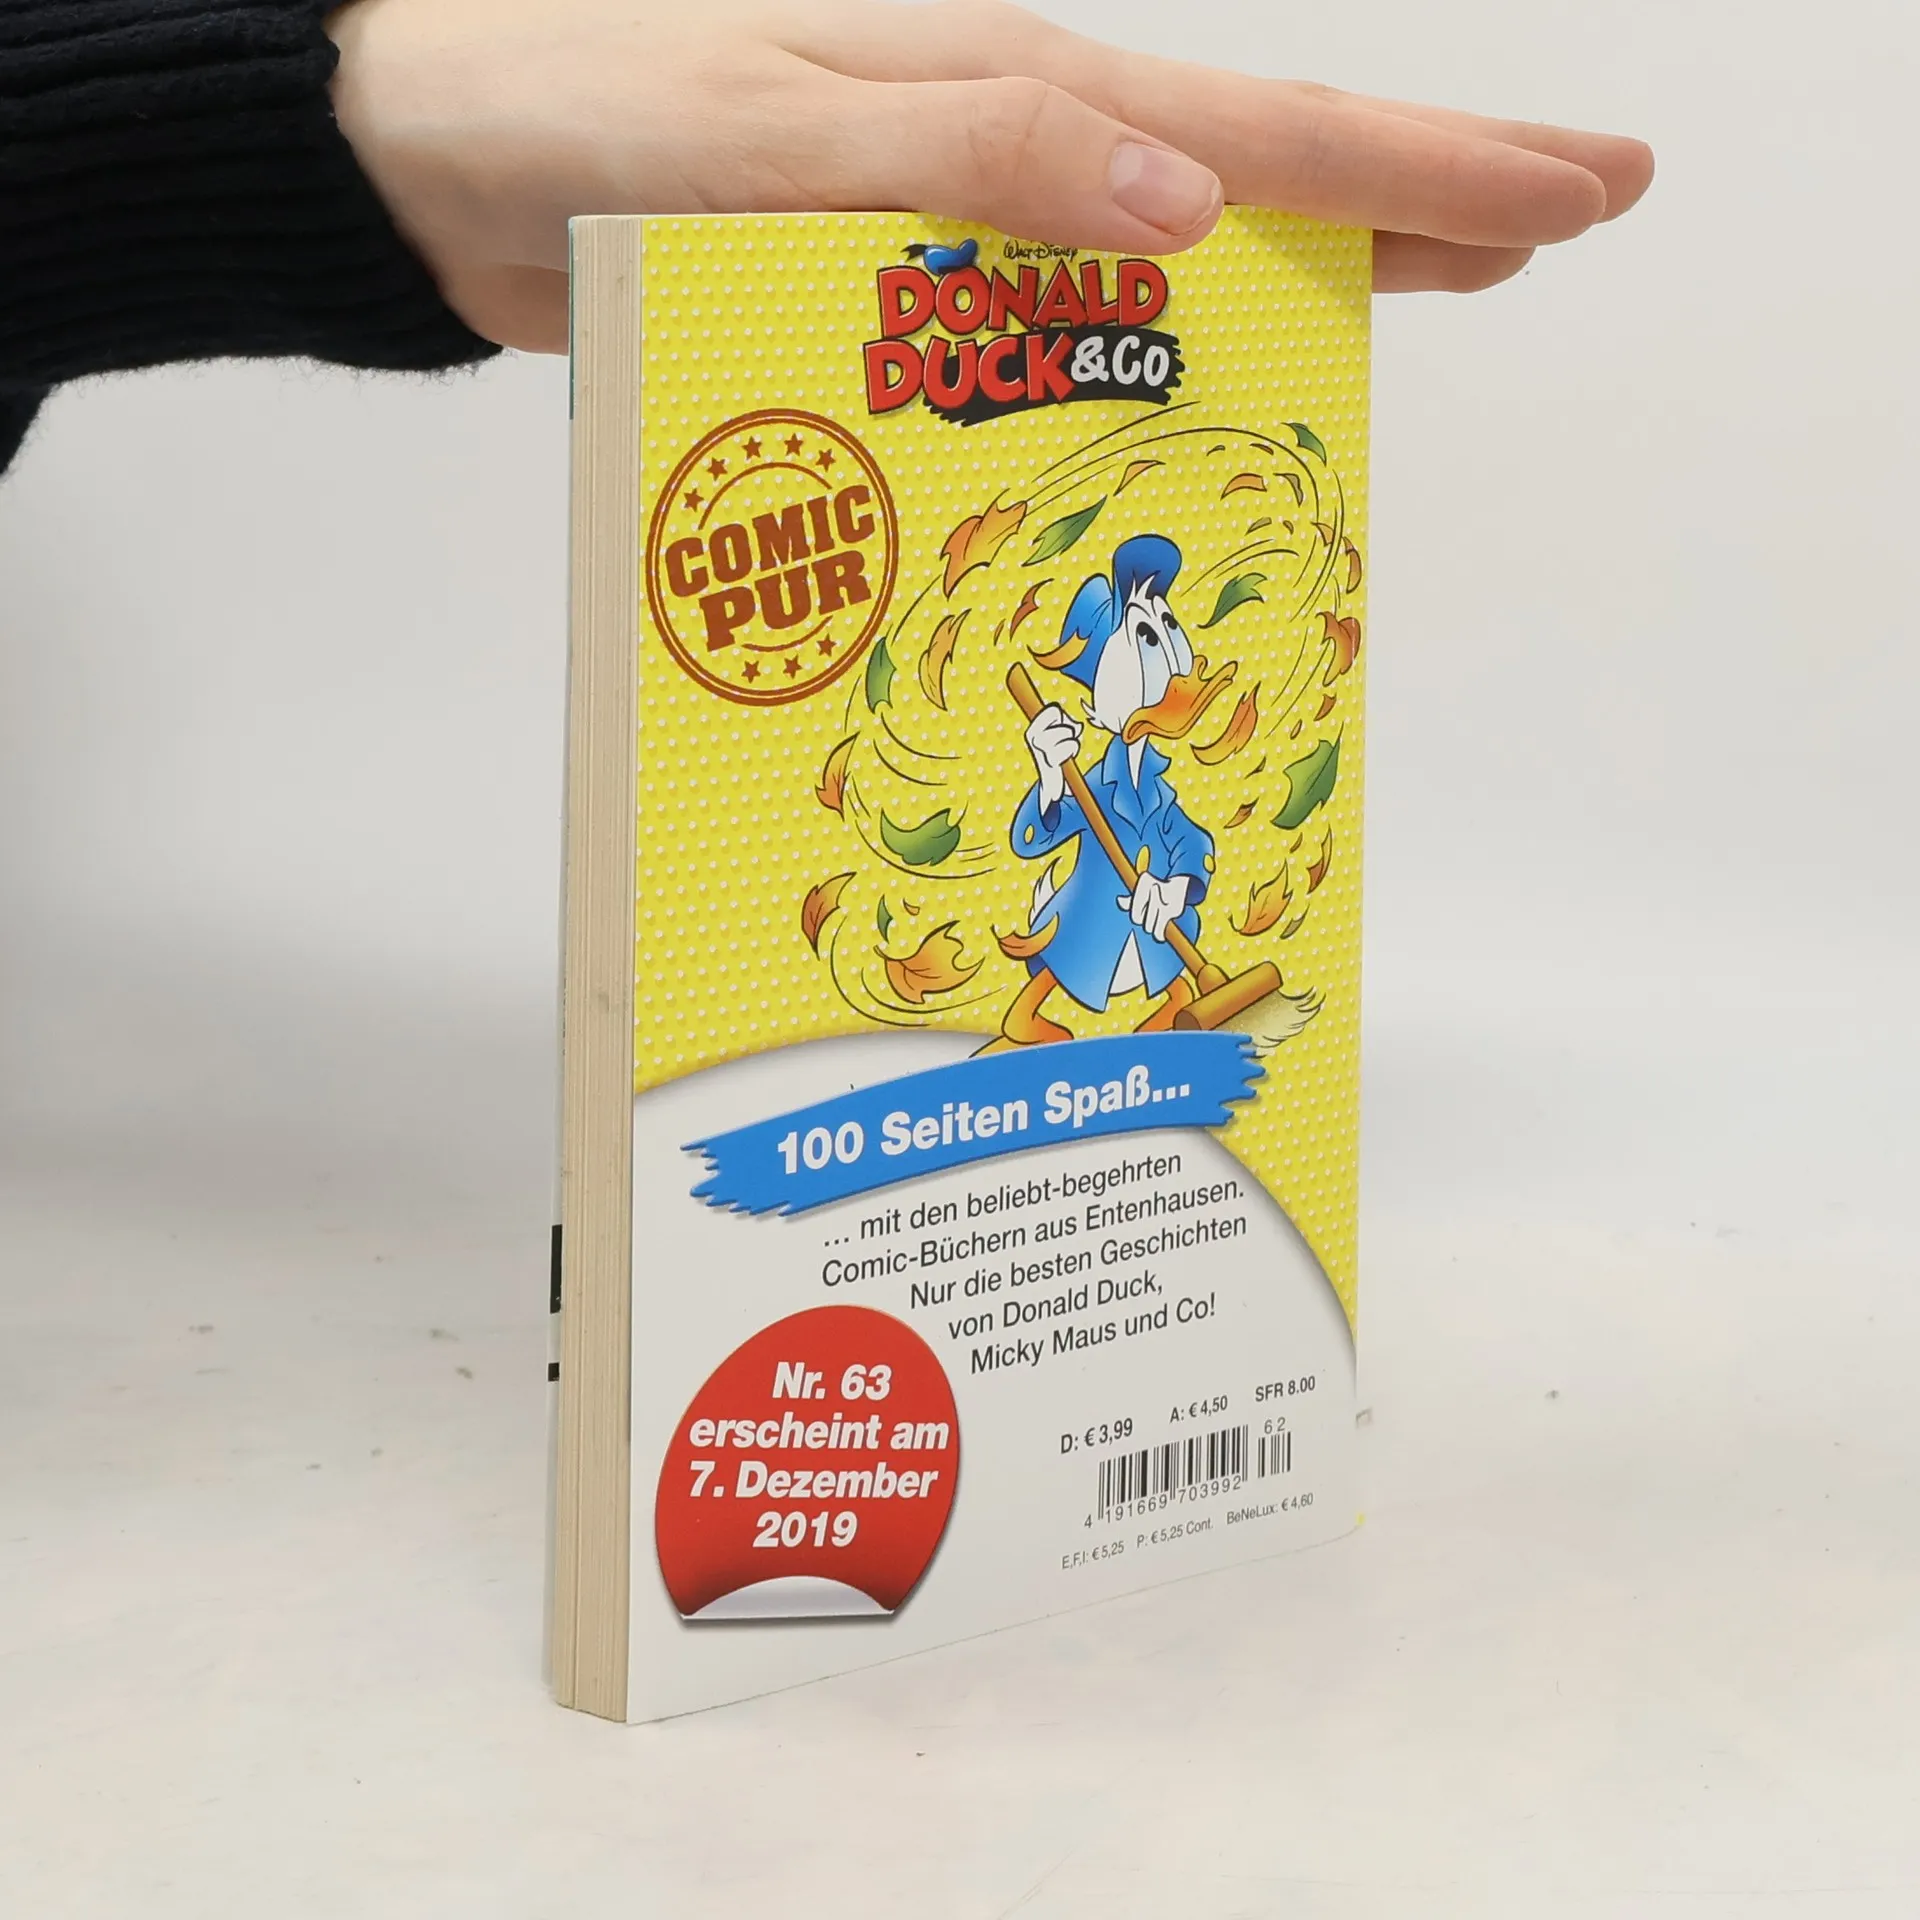 WALT DISNEY
DONALD
DUCK &CO
COMIC
PUR
100 Seiten Spaß...
... mit den beliebt-begehrten
Comic-Büchern aus Entenhausen.
Nur die besten Geschichten
von Donald Duck,
Micky Maus und Co!
Nr. 63
erscheint am
7. Dezember
2019
D: € 3,99 A: € 4,50 SFR 8.00
62
4 191669 703992
E,F,I: € 5,25 P: € 5,25 Cont. BeNeLux: € 4,60